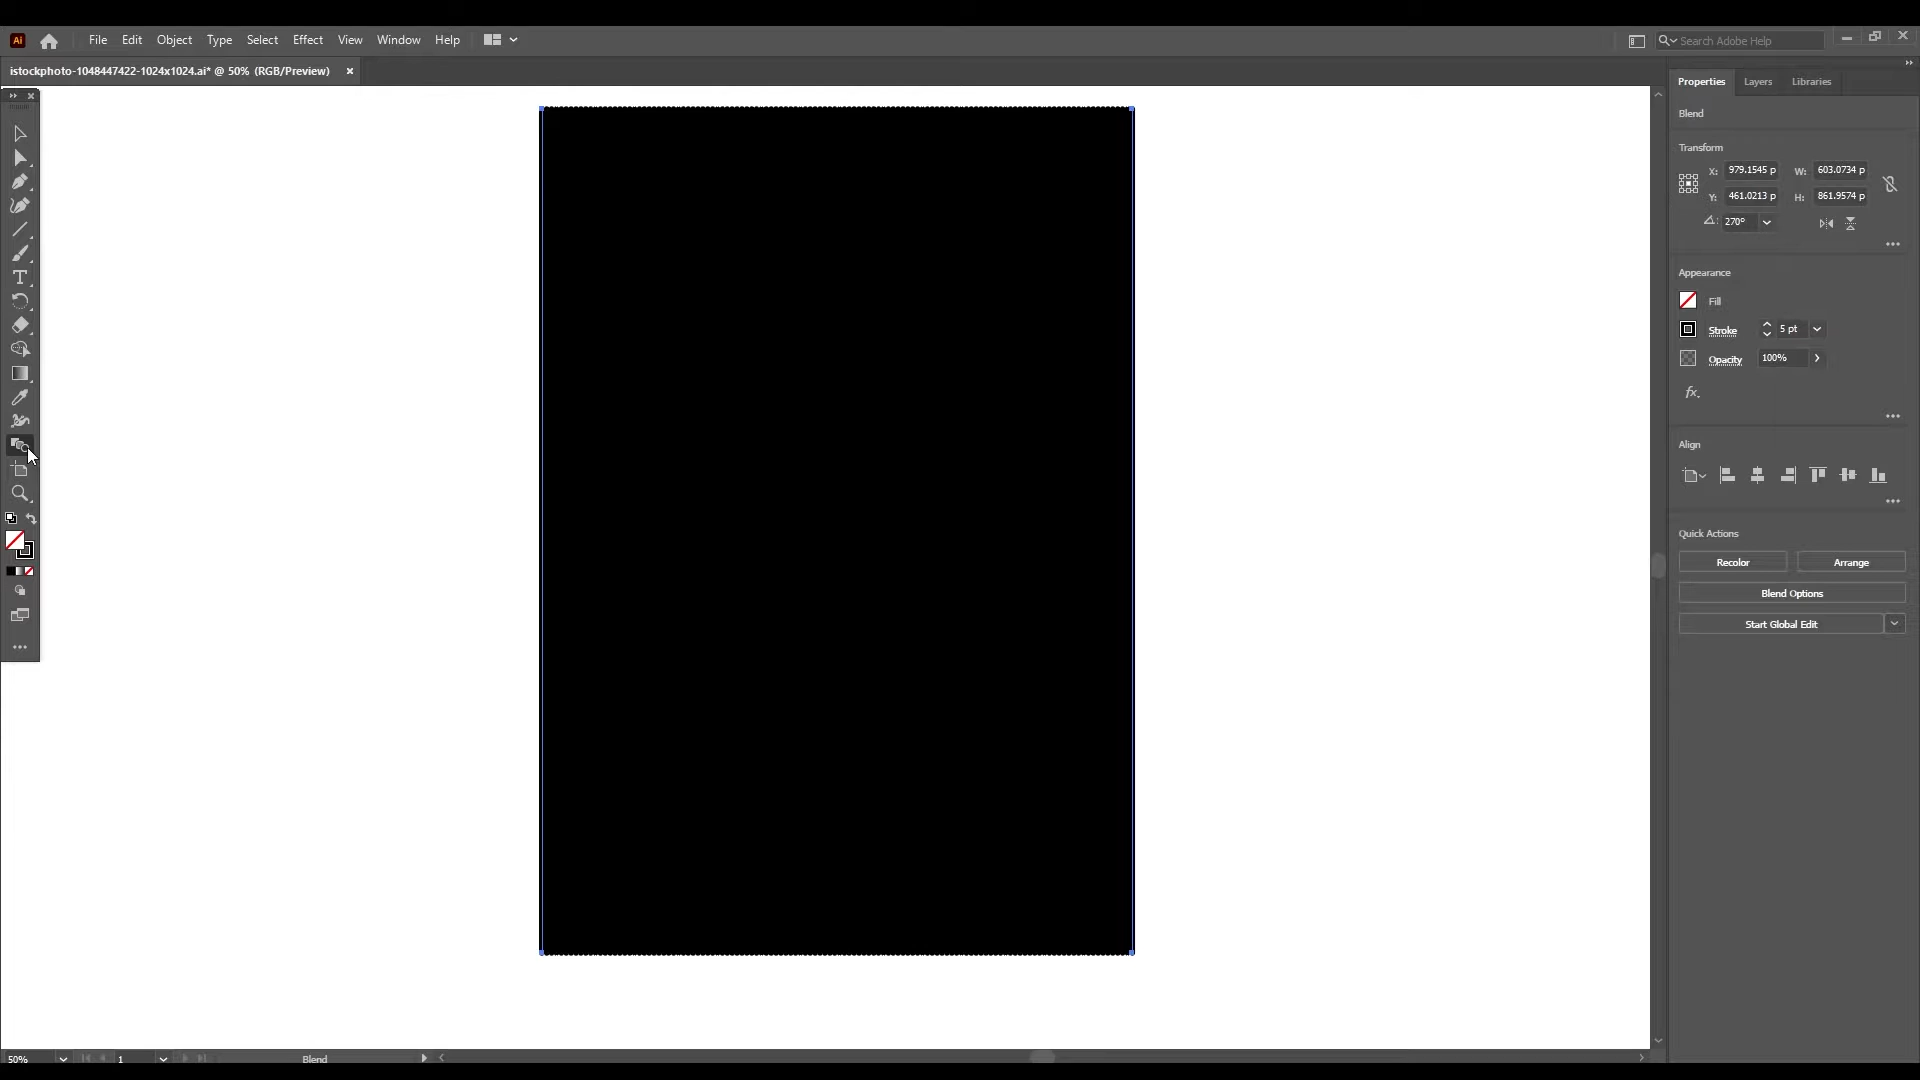 Ai File Edit Object Type Select Effect View Window Help Search Adobe Help
istockphoto-1048447422-1024x1024.ai* @ 50% (RGB/Preview)
Properties Layers Libraries
Blend
Transform
X: 979.1545 p W: 603.0734 p
Y: 461.0213 p H: 861.9574 p
270°
Appearance
Fill
Stroke 5 pt
Opacity 100%
fx.
Align
Quick Actions
Recolor Arrange
Blend Options
Start Global Edit
50% 1 Blend